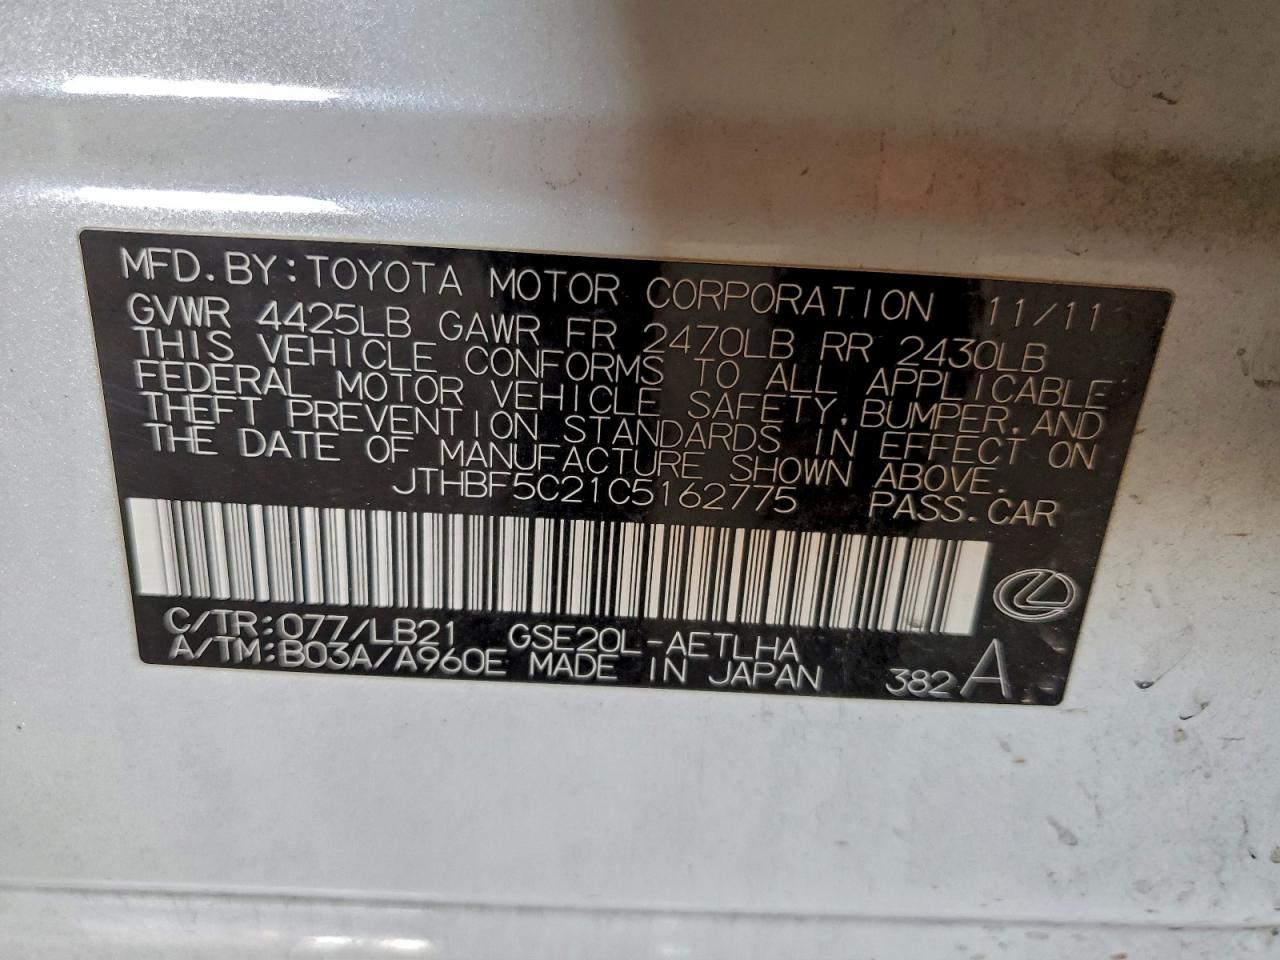 MFD.BY:TOYOTA MOTOR CORPORATION 11/11
GVWR 4425LB GAWR FR 2470LB RR 2430LB
THIS VEHICLE CONFORMS TO ALL APPLICABLE
FEDERAL MOTOR VEHICLE SAFETY,BUMPER,AND
THEFT PREVENTION STANDARDS IN EFFECT ON
THE DATE OF MANUFACTURE SHOWN ABOVE.
JTHBF5C21C5162775 PASS.CAR
C/TR:077/LB21 GSE20L-AETLHA
A/TM:B03A/A960E MADE IN JAPAN 382 A